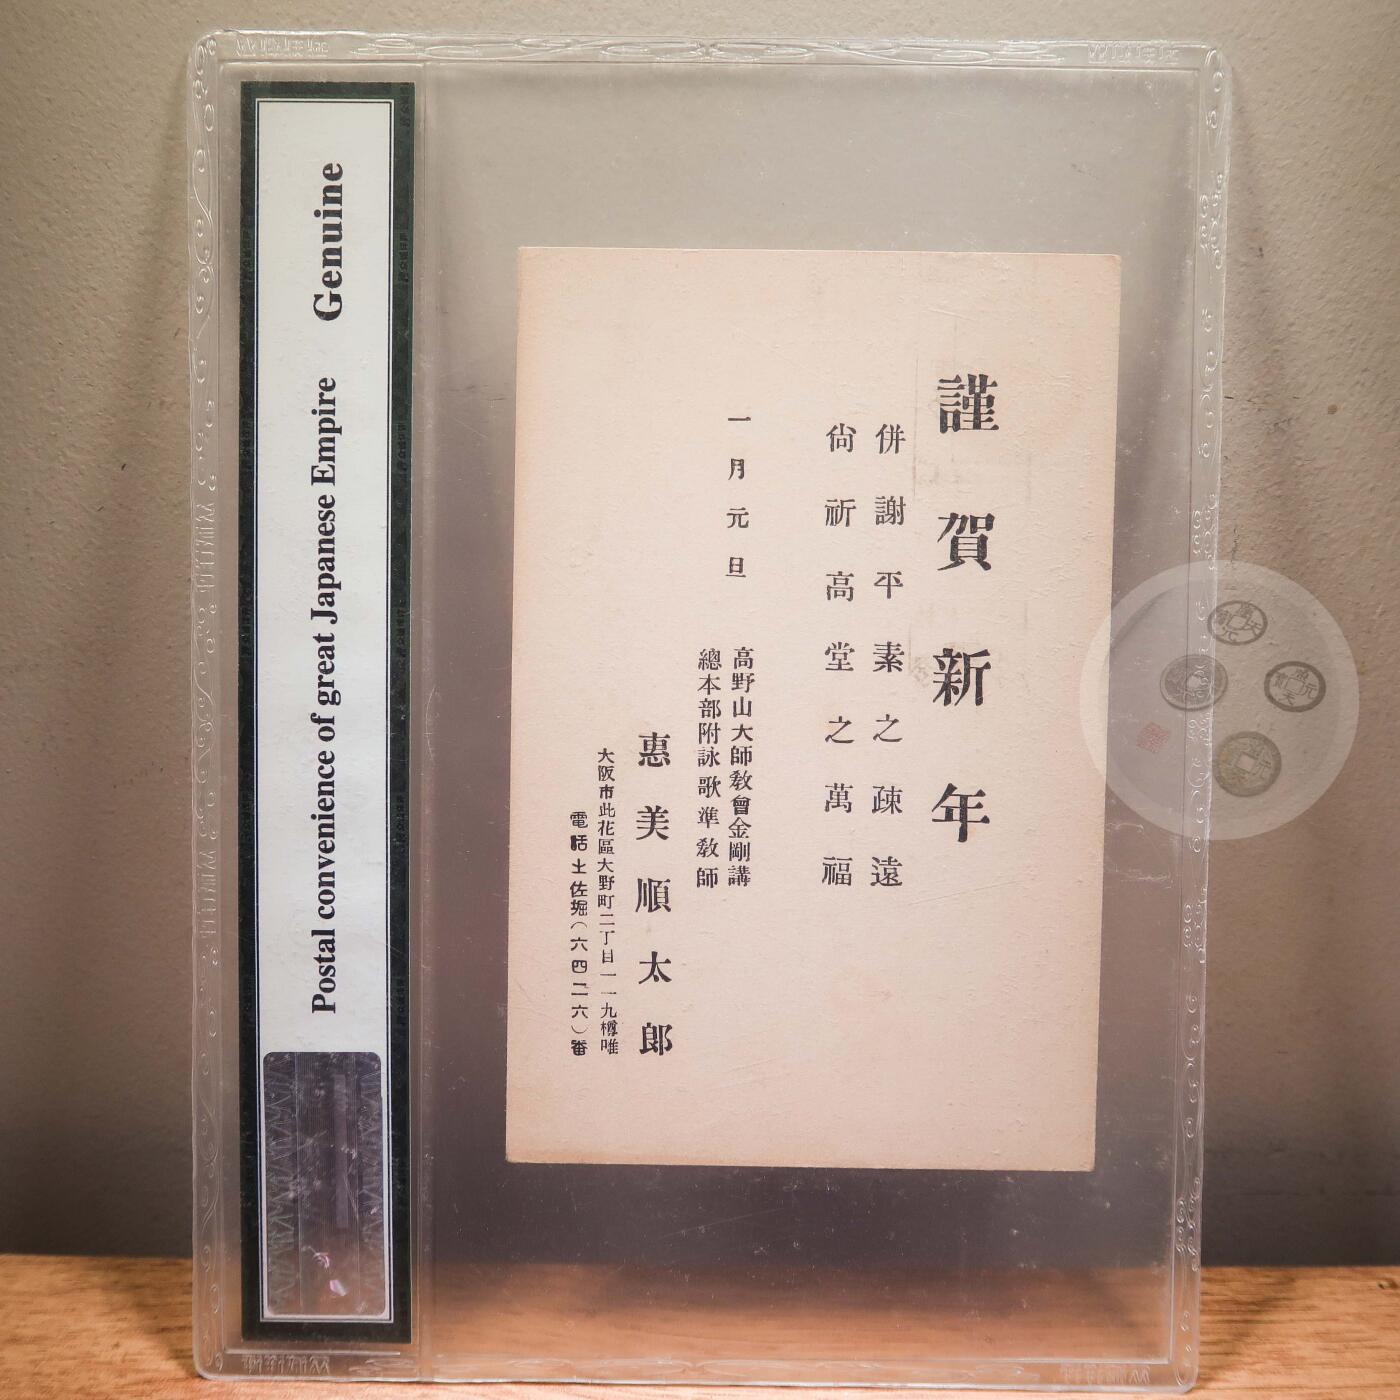 Postal convenience of great Japanese Empire Genuine
謹賀新年
併謝平素之疎遠
尙祈高堂之萬福
一月元旦
高野山大師敎會金剛講
總本部附詠歌準敎師
惠美順太郎
大阪市此花區大野町二丁目一一九樽唯
電話土佐堀(六四二六)番